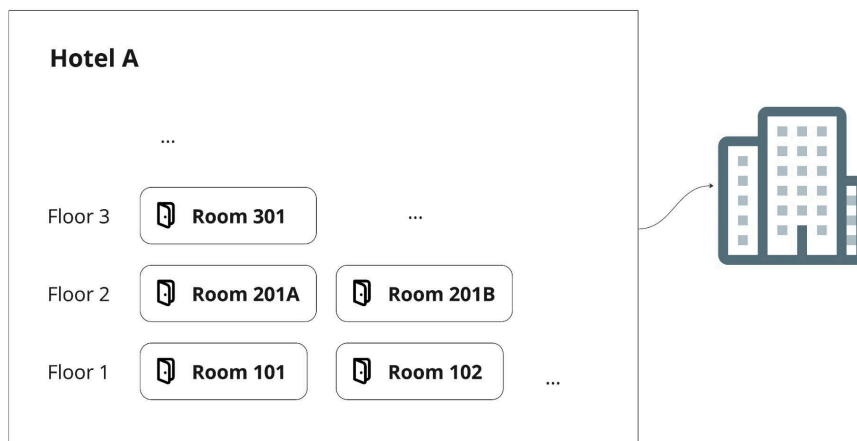 Hotel A
...
Floor 3 Room 301 ...
Floor 2 Room 201A Room 201B
Floor 1 Room 101 Room 102 ...